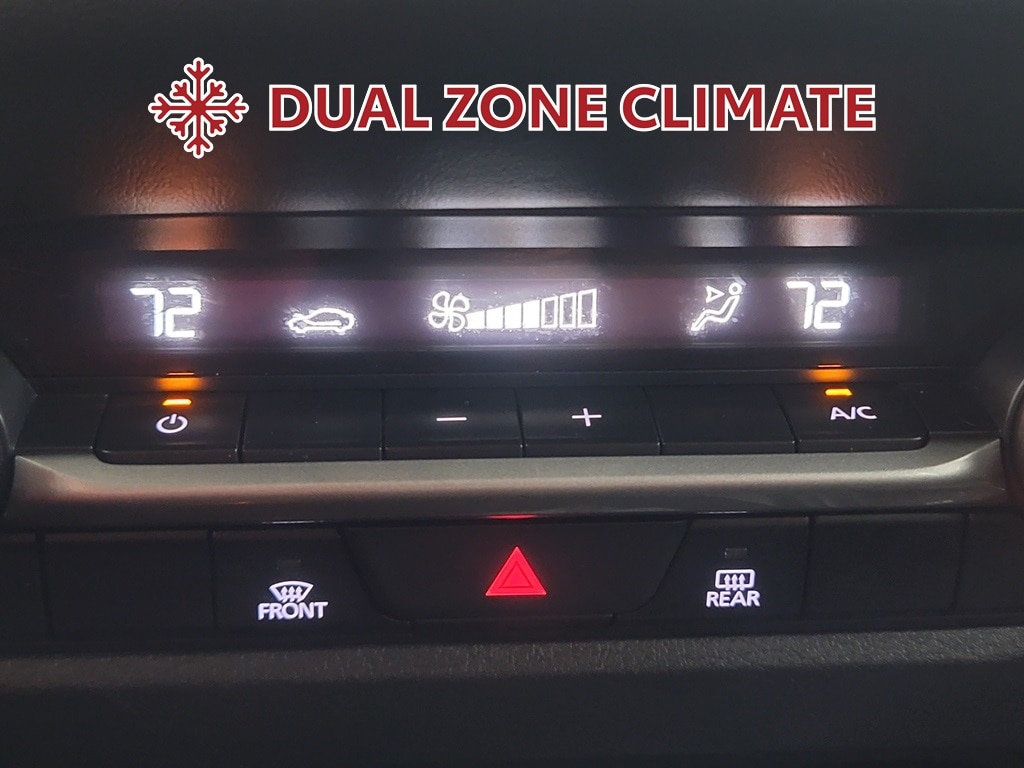 DUAL ZONE CLIMATE
72 72
− +
A/C
FRONT
REAR